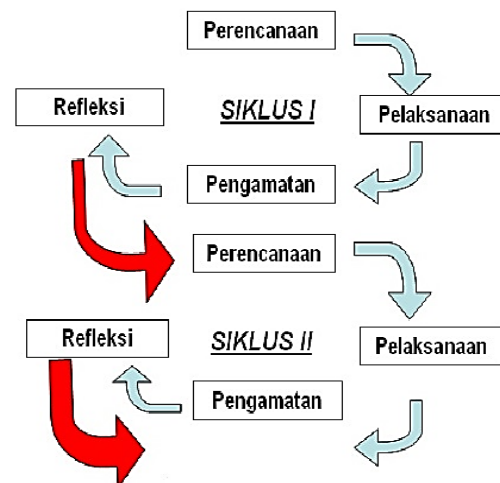 Perencanaan
Refleksi
SIKLUS I
Pelaksanaan
Pengamatan
Perencanaan
Refleksi
SIKLUS II
Pelaksanaan
Pengamatan